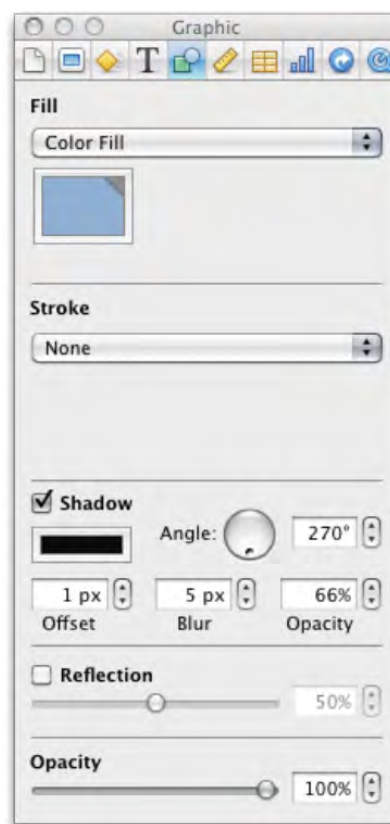 Graphic
T
Fill
Color Fill
Stroke
None
Shadow
Angle: 270°
1 px 5 px 66%
Offset Blur Opacity
Reflection
50%
Opacity
100%